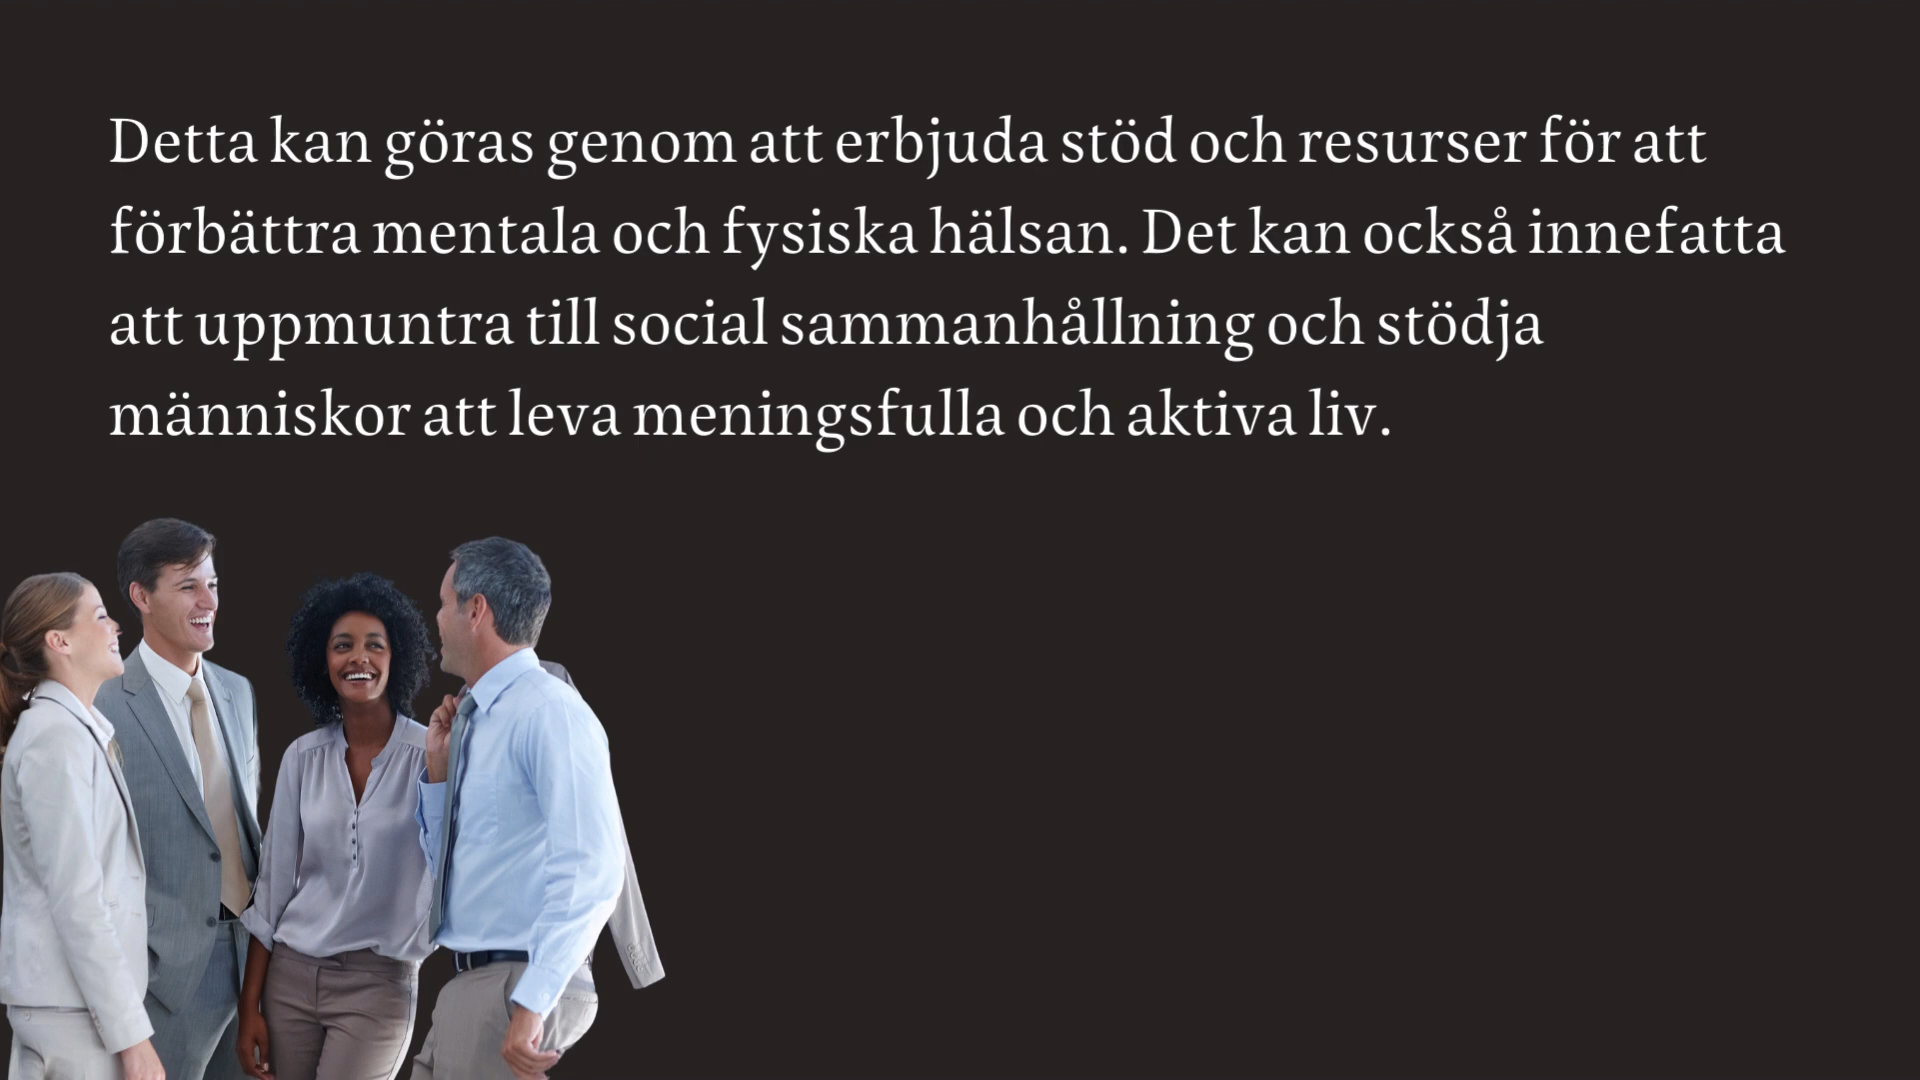 Detta kan göras genom att erbjuda stöd och resurser för att
förbättra mentala och fysiska hälsan. Det kan också innefatta
att uppmuntra till social sammanhållning och stödja
människor att leva meningsfulla och aktiva liv.